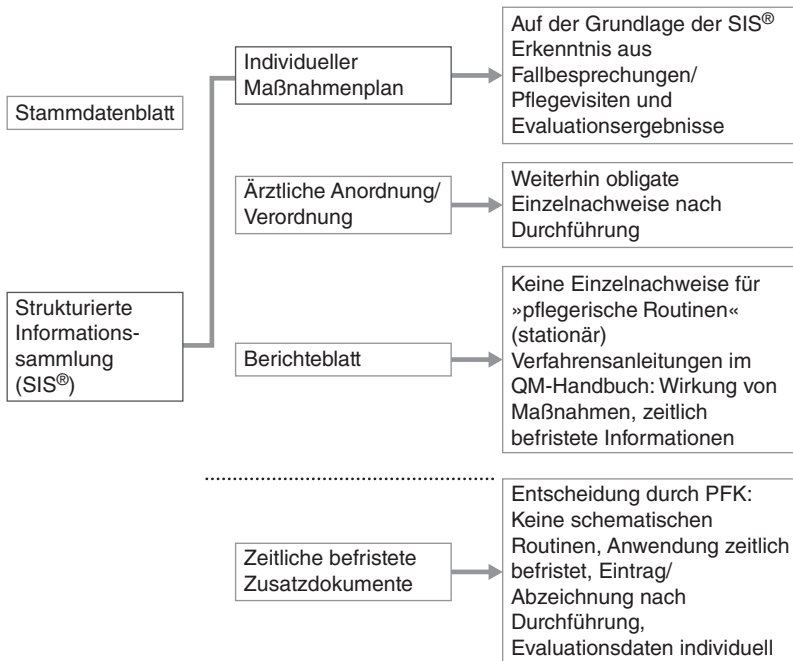 Stammdatenblatt
Strukturierte
Informations-
sammlung
(SIS®)
Individueller
Maßnahmenplan
Auf der Grundlage der SIS®
Erkenntnis aus
Fallbesprechungen/
Pflegevisiten und
Evaluationsergebnisse
Ärztliche Anordnung/
Verordnung
Weiterhin obligate
Einzelnachweise nach
Durchführung
Berichteblatt
Keine Einzelnachweise für
»pflegerische Routinen«
(stationär)
Verfahrensanleitungen im
QM-Handbuch: Wirkung von
Maßnahmen, zeitlich
befristete Informationen
Zeitliche befristete
Zusatzdokumente
Entscheidung durch PFK:
Keine schematischen
Routinen, Anwendung zeitlich
befristet, Eintrag/
Abzeichnung nach
Durchführung,
Evaluationsdaten individuell